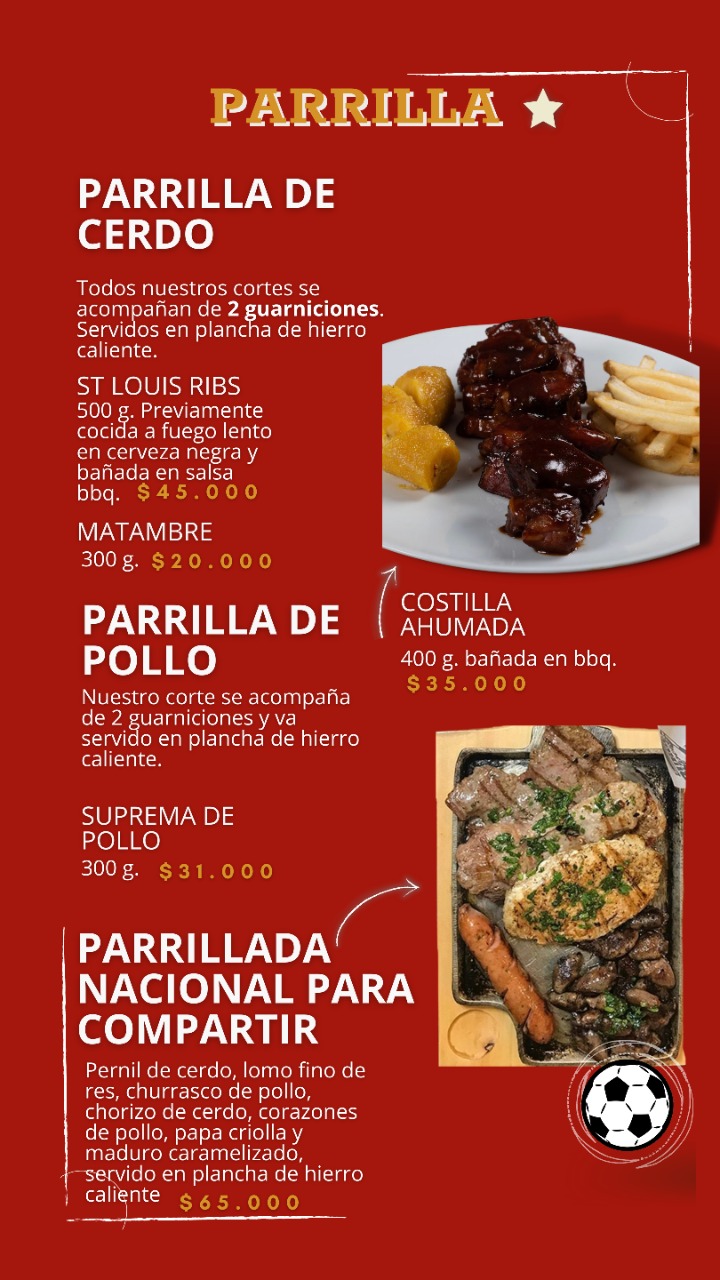 PARRILLA
PARRILLA DE
CERDO
Todos nuestros cortes se
acompañan de 2 guarniciones.
Servidos en plancha de hierro
caliente.
ST LOUIS RIBS
500 g. Previamente
cocida a fuego lento
en cerveza negra y
bañada en salsa
bbq. $45.000
MATAMBRE
300 g. $20.000
COSTILLA
AHUMADA
400 g. bañada en bbq.
$35.000
PARRILLA DE
POLLO
Nuestro corte se acompaña
de 2 guarniciones y va
servido en plancha de hierro
caliente.
SUPREMA DE
POLLO
300 g. $31.000
PARRILLADA
NACIONAL PARA
COMPARTIR
Pernil de cerdo, lomo fino de
res, churrasco de pollo,
chorizo de cerdo, corazones
de pollo, papa criolla y
maduro caramelizado,
servido en plancha de hierro
caliente $65.000